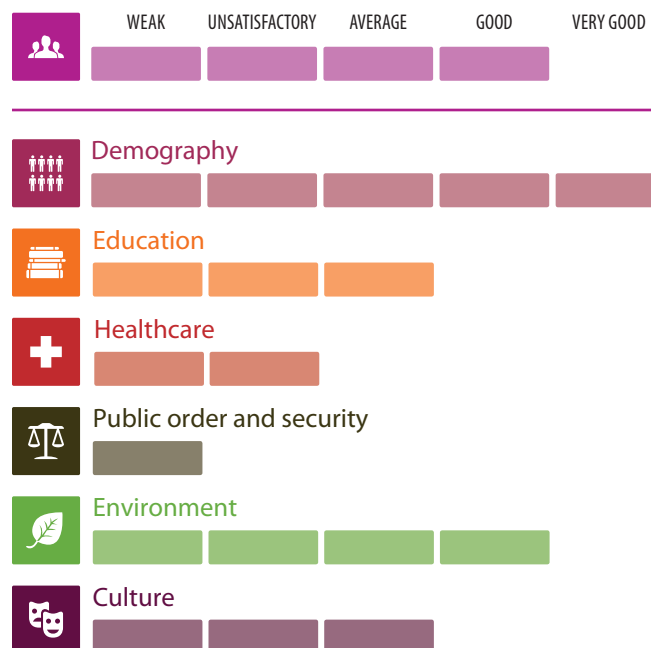 WEAK UNSATISFACTORY AVERAGE GOOD VERY GOOD
Demography
Education
Healthcare
Public order and security
Environment
Culture